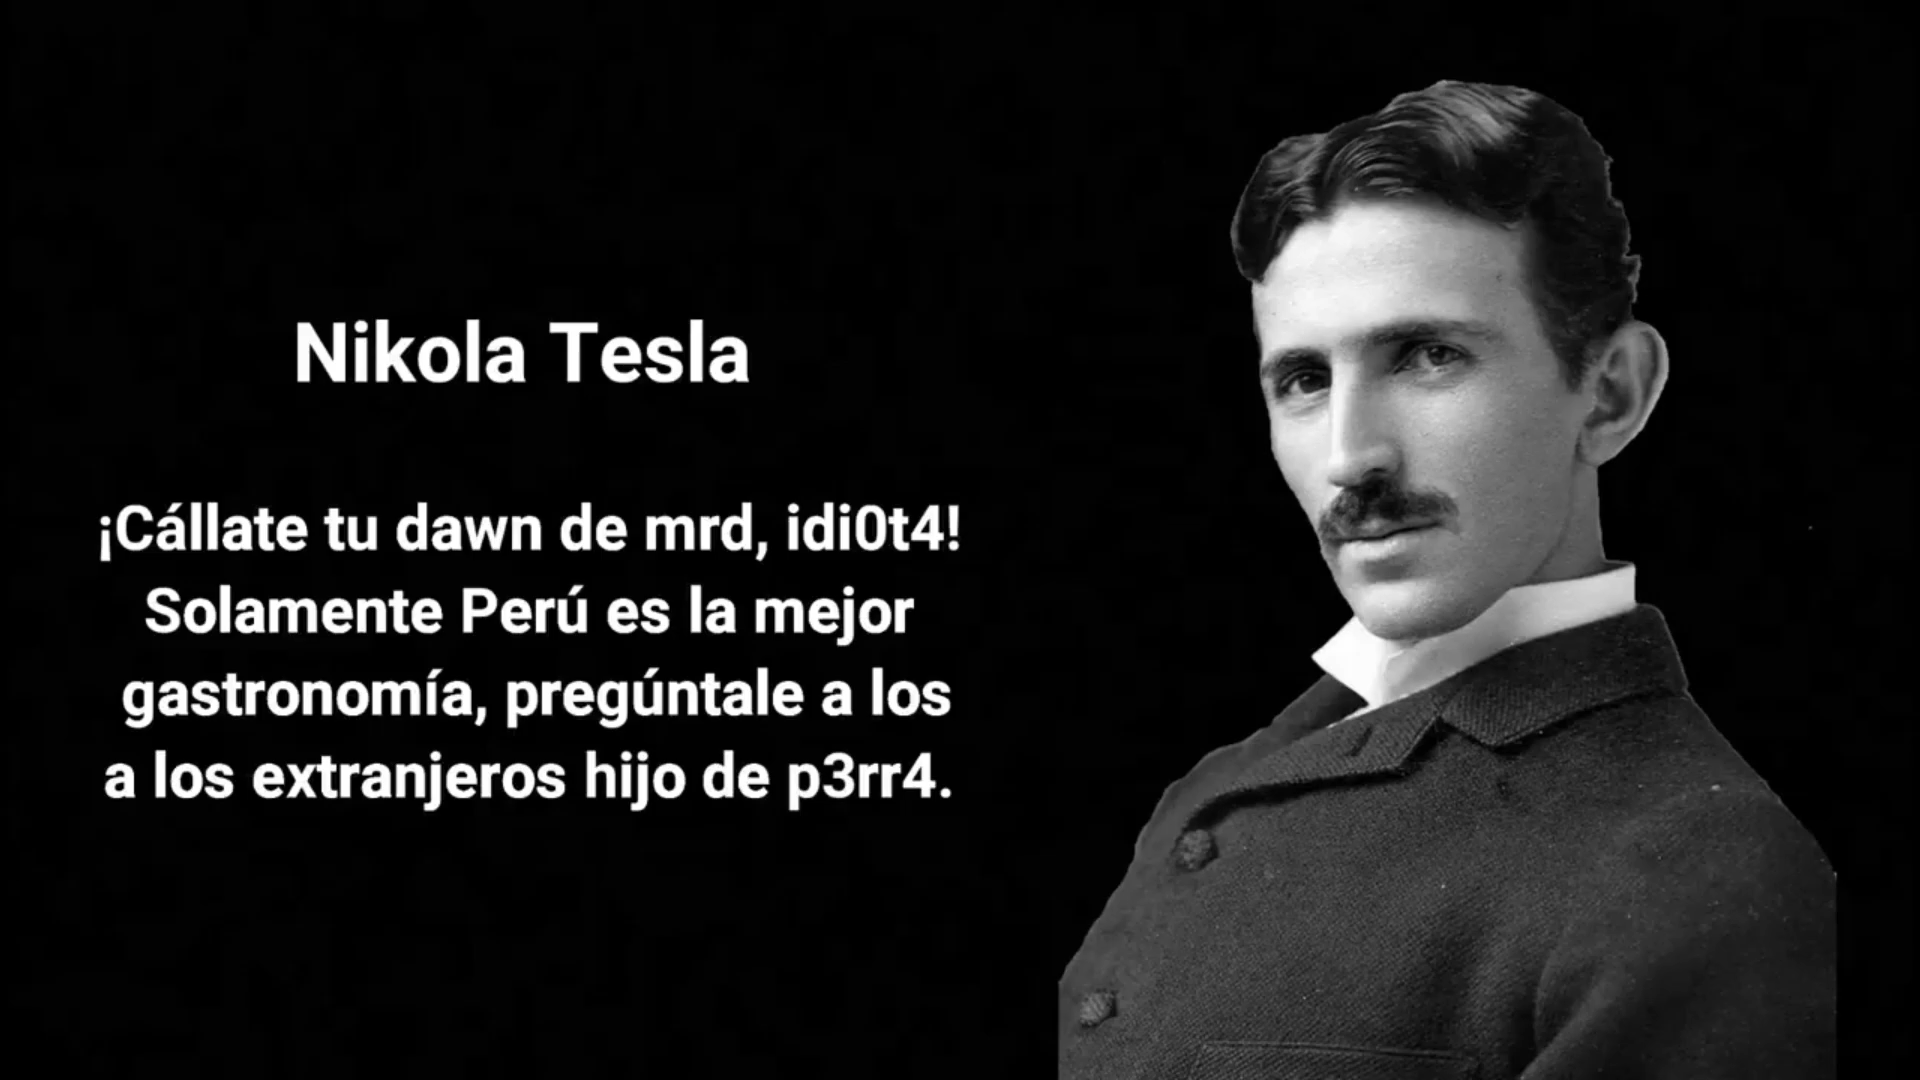 Nikola Tesla
¡Cállate tu dawn de mrd, idi0t4!
Solamente Perú es la mejor
gastronomía, pregúntale a los
a los extranjeros hijo de p3rr4.